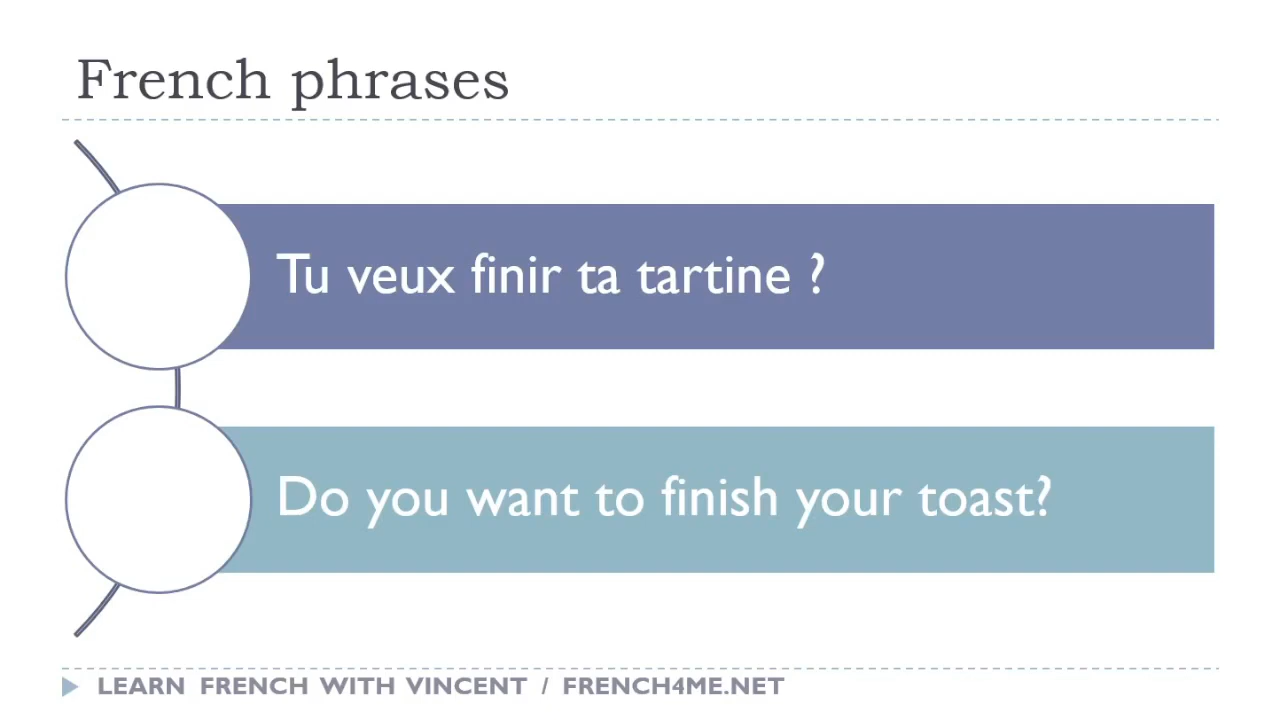 French phrases
Tu veux finir ta tartine ?
Do you want to finish your toast?
LEARN FRENCH WITH VINCENT / FRENCH4ME.NET